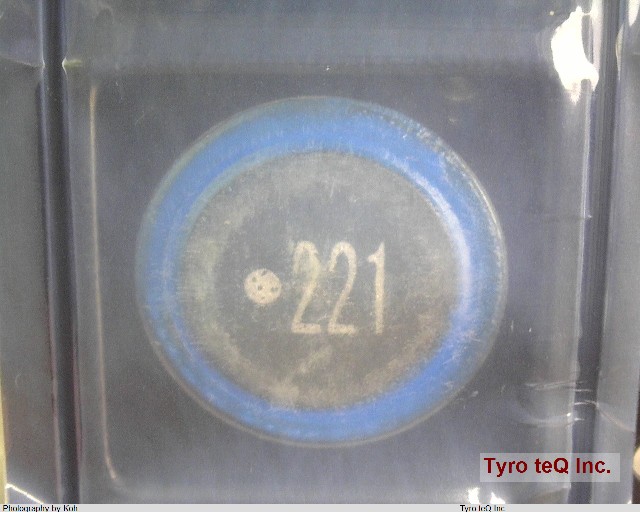 221
Tyro teQ Inc.
Photography by Koh
Tyro teQ Inc